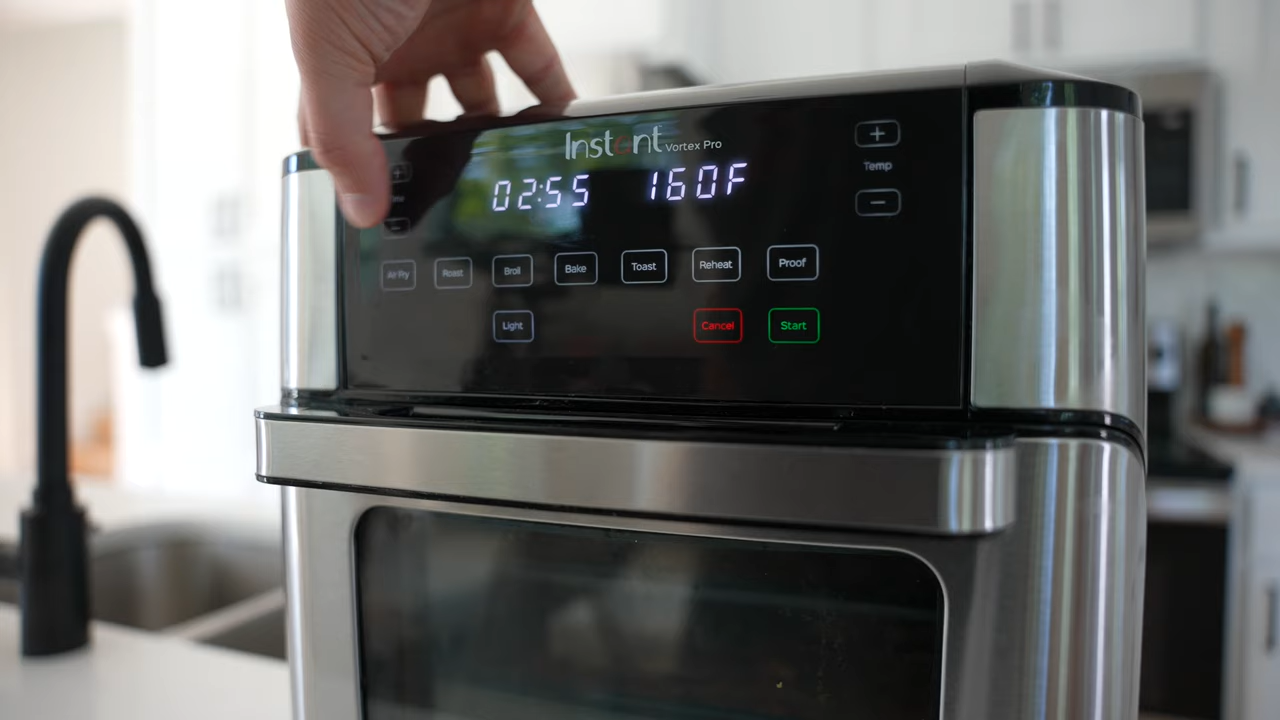 Instant Vortex Pro
02:55 160F
+
Temp
−
+
−
Air Fry Roast Broil Bake Toast Reheat Proof
Light Cancel Start